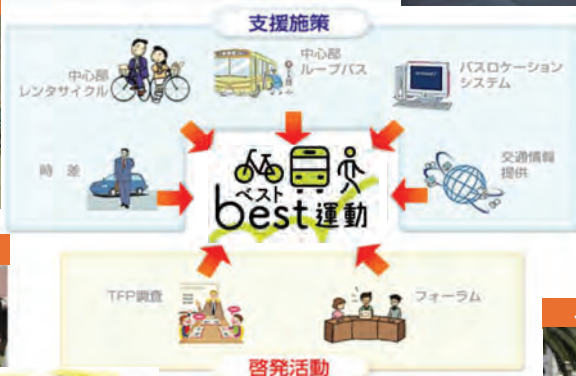 支援施策
中心部
レンタサイクル
中心部
ループバス
バスロケーション
システム
時 差
交通情報
提供
ベスト
best運動
TFP調査
フォーラム
啓発活動